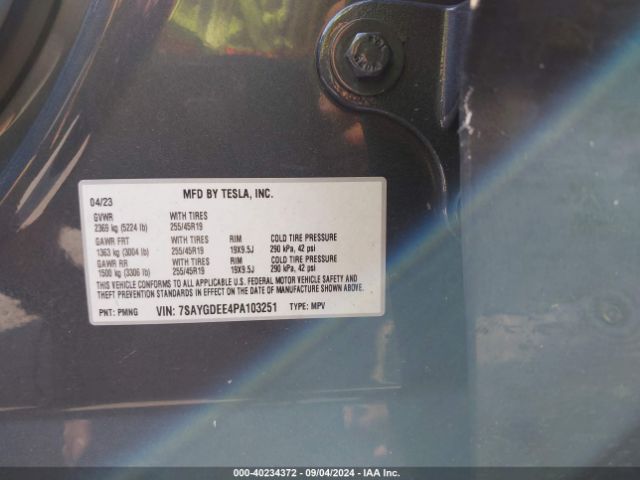 04/23 MFD BY TESLA, INC.
GVWR WITH TIRES
2369 kg (5224 lb) 255/45R19
GAWR FRT WITH TIRES RIM COLD TIRE PRESSURE
1363 kg (3004 lb) 255/45R19 19X9.5J 290 kPa, 42 psi
GAWR RR WITH TIRES RIM COLD TIRE PRESSURE
1500 kg (3306 lb) 255/45R19 19X9.5J 290 kPa, 42 psi
THIS VEHICLE CONFORMS TO ALL APPLICABLE U.S. FEDERAL MOTOR VEHICLE SAFETY AND
THEFT PREVENTION STANDARDS IN EFFECT ON THE DATE OF MANUFACTURE SHOWN ABOVE.
PNT: PMNG VIN: 7SAYGDEE4PA103251 TYPE: MPV
000-40234372 - 09/04/2024 - IAA Inc.